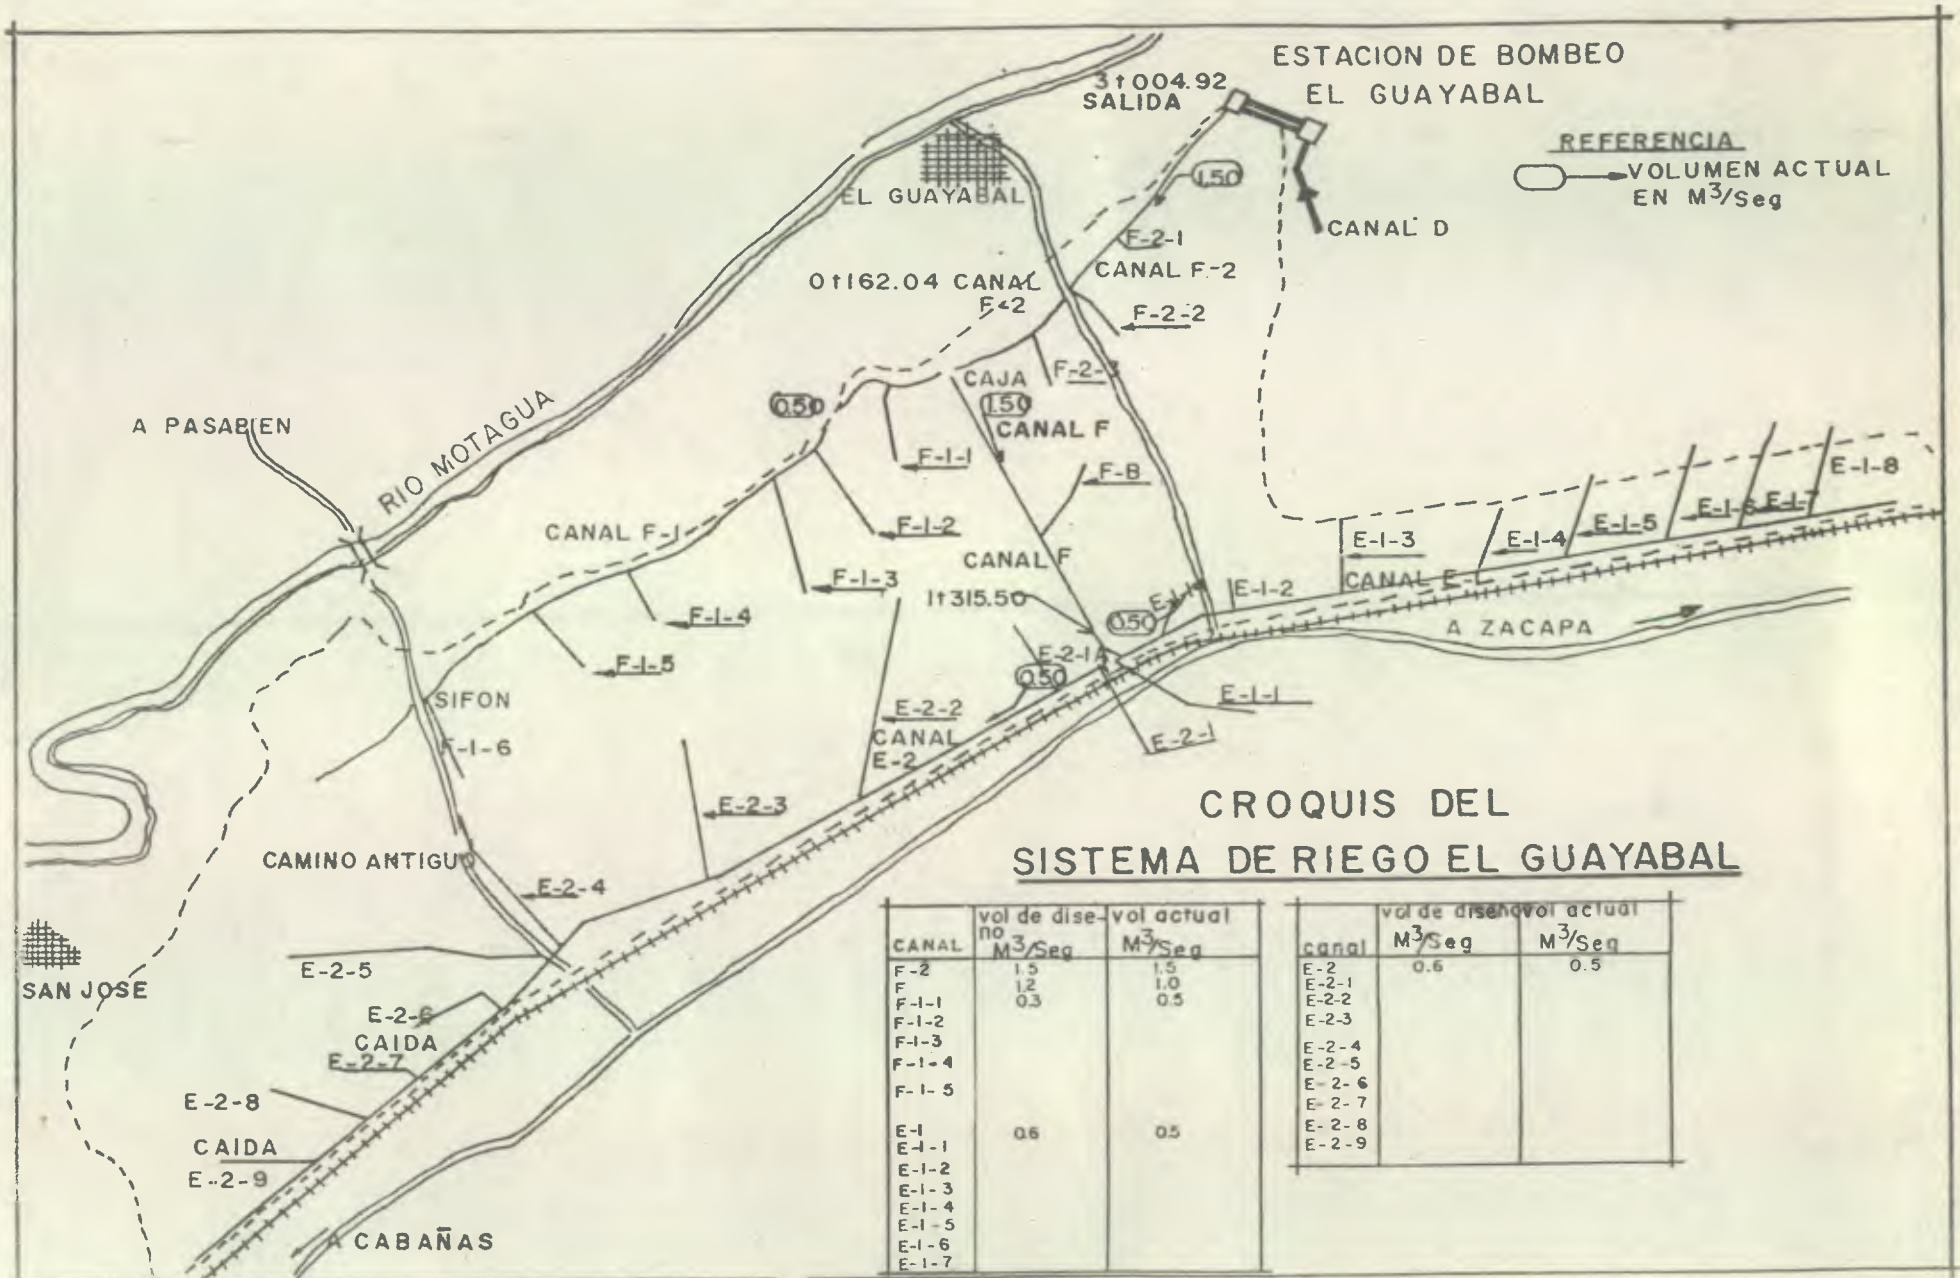 ESTACION DE BOMBEO
EL GUAYABAL
3+004.92
SALIDA
REFERENCIA
VOLUMEN ACTUAL
EN M³/Seg
1.50
EL GUAYABAL
CANAL D
F-2-1
CANAL F-2
0+162.04 CANAL
F-2
F-2-2
F-2-3
CAJA
1.50
CANAL F
0.50
A PASABIEN
RIO MOTAGUA
F-1-1
F-B
E-1-8
E-1-7
E-1-6
E-1-5
E-1-4
E-1-3
CANAL F-1
F-1-2
CANAL F
F-1-3
CANAL E-1
E-1-2
1+315.50
F-1-4
0.50
A ZACAPA
F-1-5
E-2-1A
0.50
E-1-1
SIFON
E-2-2
CANAL
E-2
E-2-1
F-1-6
E-2-3
CROQUIS DEL
SISTEMA DE RIEGO EL GUAYABAL
CAMINO ANTIGUO
E-2-4
E-2-5
SAN JOSE
E-2-6
CAIDA
E-2-7
E-2-8
CAIDA
E-2-9
A CABAÑAS
CANAL vol de dise-no M³/Seg vol actual M³/Seg
F-2 1.5 1.5
F 1.2 1.0
F-1-1 0.3 0.5
F-1-2
F-1-3
F-1-4
F-1-5
E-1 0.6 0.5
E-1-1
E-1-2
E-1-3
E-1-4
E-1-5
E-1-6
E-1-7
canal vol de diseño M³/Seg vol actual M³/Seg
E-2 0.6 0.5
E-2-1
E-2-2
E-2-3
E-2-4
E-2-5
E-2-6
E-2-7
E-2-8
E-2-9